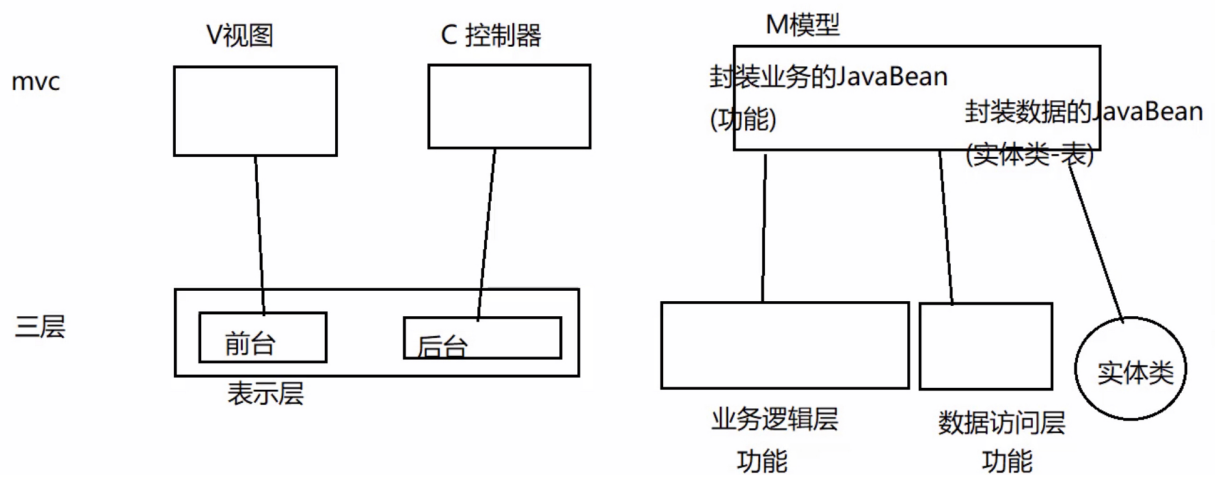 V视图
C 控制器
M模型
mvc
封装业务的JavaBean
(功能)
封装数据的JavaBean
(实体类-表)
三层
前台
后台
表示层
实体类
业务逻辑层
功能
数据访问层
功能